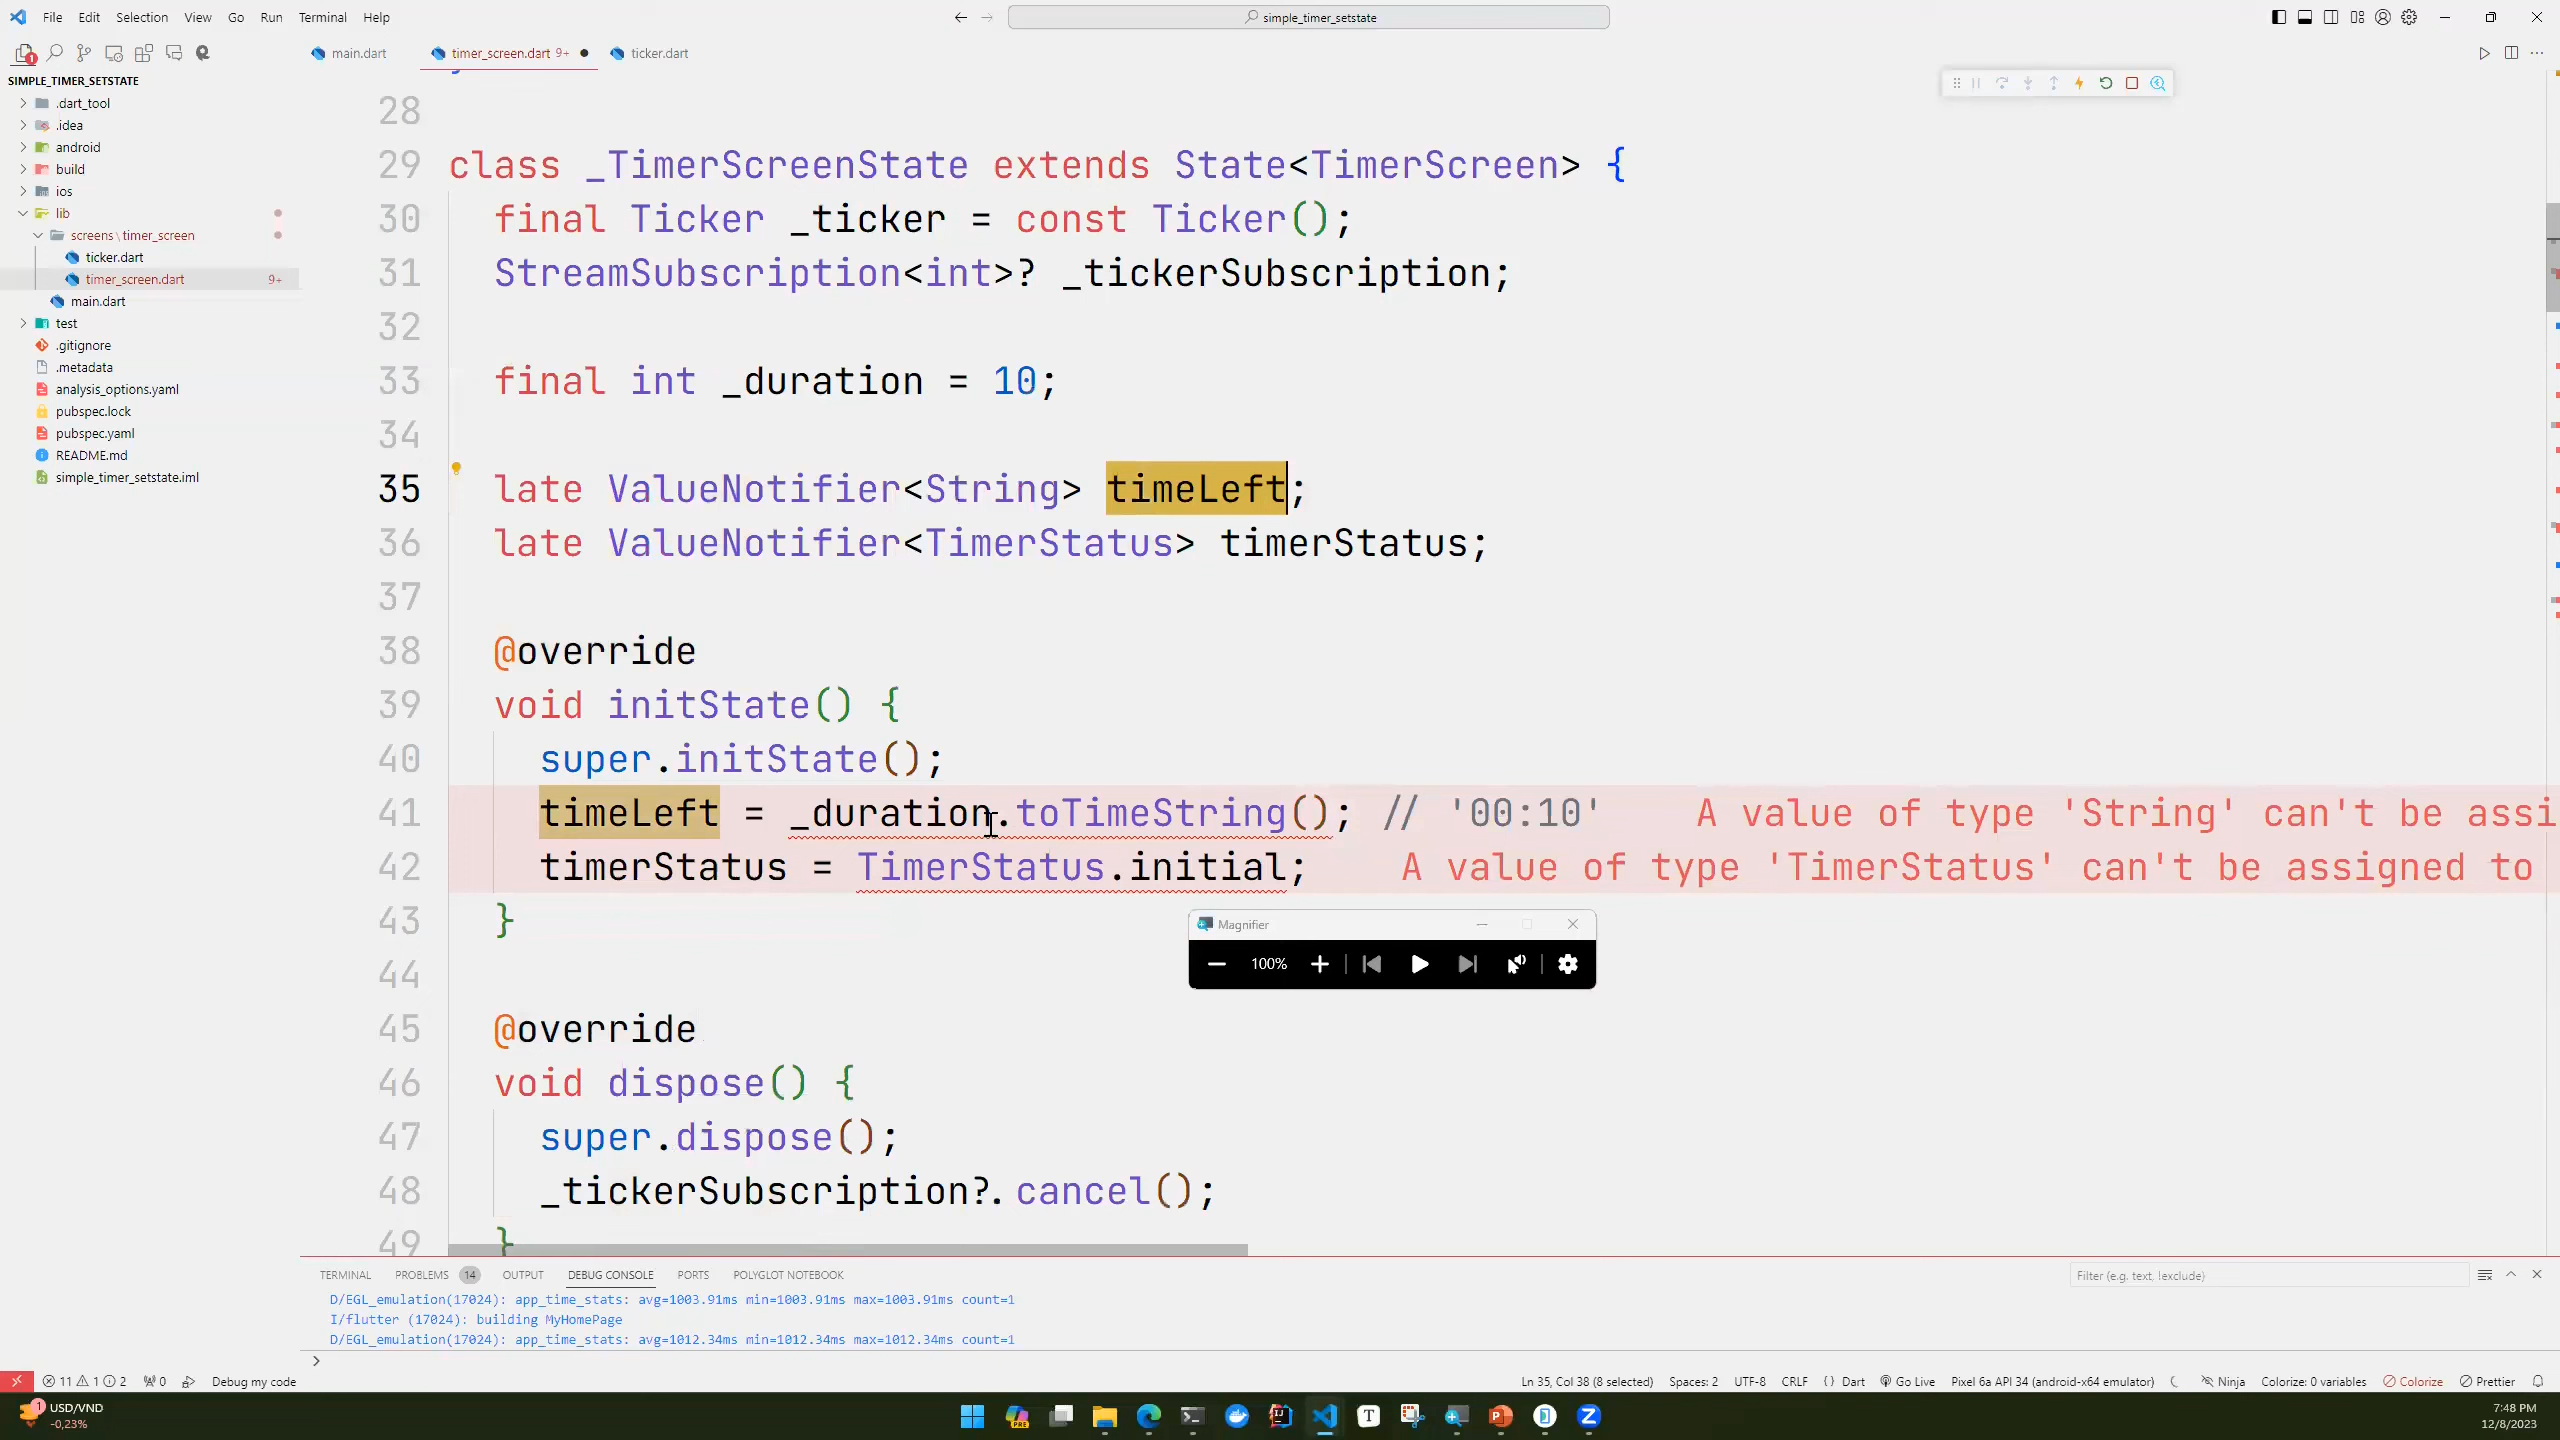 File Edit Selection View Go Run Terminal Help
simple_timer_setstate
main.dart
timer_screen.dart 9+
ticker.dart
SIMPLE_TIMER_SETSTATE
.dart_tool
.idea
android
build
ios
lib
screens \ timer_screen
ticker.dart
timer_screen.dart 9+
main.dart
test
.gitignore
.metadata
analysis_options.yaml
pubspec.lock
pubspec.yaml
README.md
simple_timer_setstate.iml
28
29 class _TimerScreenState extends State<TimerScreen> {
30 final Ticker _ticker = const Ticker();
31 StreamSubscription<int>? _tickerSubscription;
32
33 final int _duration = 10;
34
35 late ValueNotifier<String> timeLeft;
36 late ValueNotifier<TimerStatus> timerStatus;
37
38 @override
39 void initState() {
40 super.initState();
41 timeLeft = _duration.toTimeString(); // '00:10' A value of type 'String' can't be assi
42 timerStatus = TimerStatus.initial; A value of type 'TimerStatus' can't be assigned to
43 }
44
45 @override
46 void dispose() {
47 super.dispose();
48 _tickerSubscription?.cancel();
49 }
Magnifier
100%
TERMINAL PROBLEMS 14 OUTPUT DEBUG CONSOLE PORTS POLYGLOT NOTEBOOK
Filter (e.g. text, !exclude)
D/EGL_emulation(17024): app_time_stats: avg=1003.91ms min=1003.91ms max=1003.91ms count=1
I/flutter (17024): building MyHomePage
D/EGL_emulation(17024): app_time_stats: avg=1012.34ms min=1012.34ms max=1012.34ms count=1
11 1 2 0 Debug my code
Ln 35, Col 38 (8 selected) Spaces: 2 UTF-8 CRLF {} Dart Go Live Pixel 6a API 34 (android-x64 emulator) Ninja Colorize: 0 variables Colorize Prettier
1 USD/VND
-0,23%
PRE
T
Z
7:48 PM
12/8/2023